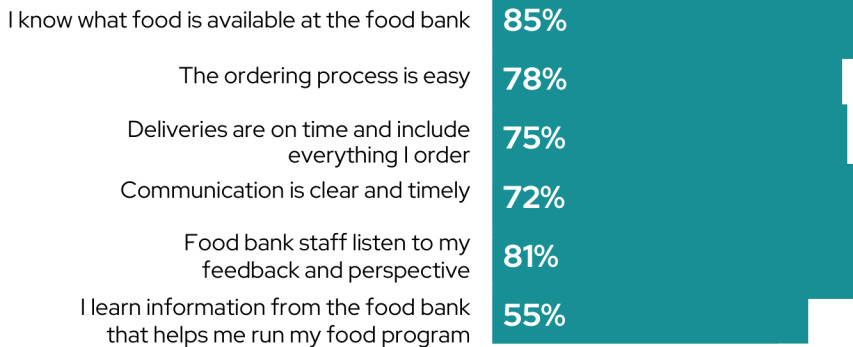 I know what food is available at the food bank 85%
The ordering process is easy 78%
Deliveries are on time and include
everything I order 75%
Communication is clear and timely 72%
Food bank staff listen to my
feedback and perspective 81%
I learn information from the food bank
that helps me run my food program 55%